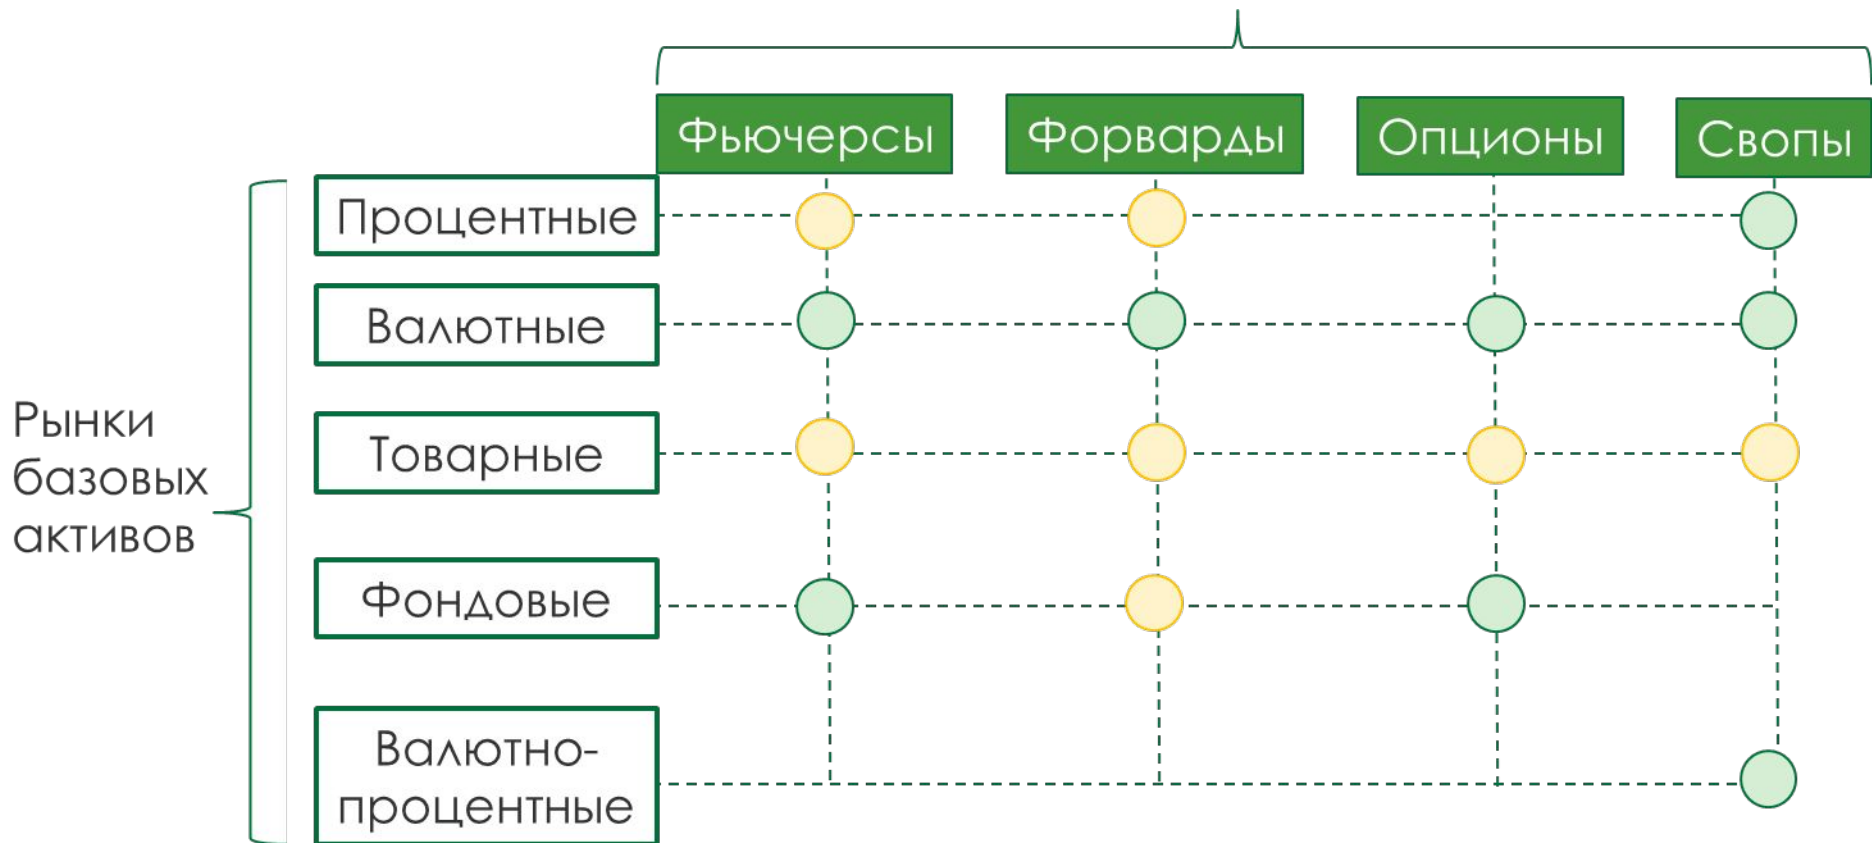 Фьючерсы
Форварды
Опционы
Свопы
Процентные
Валютные
Рынки
базовых
активов
Товарные
Фондовые
Валютно-
процентные